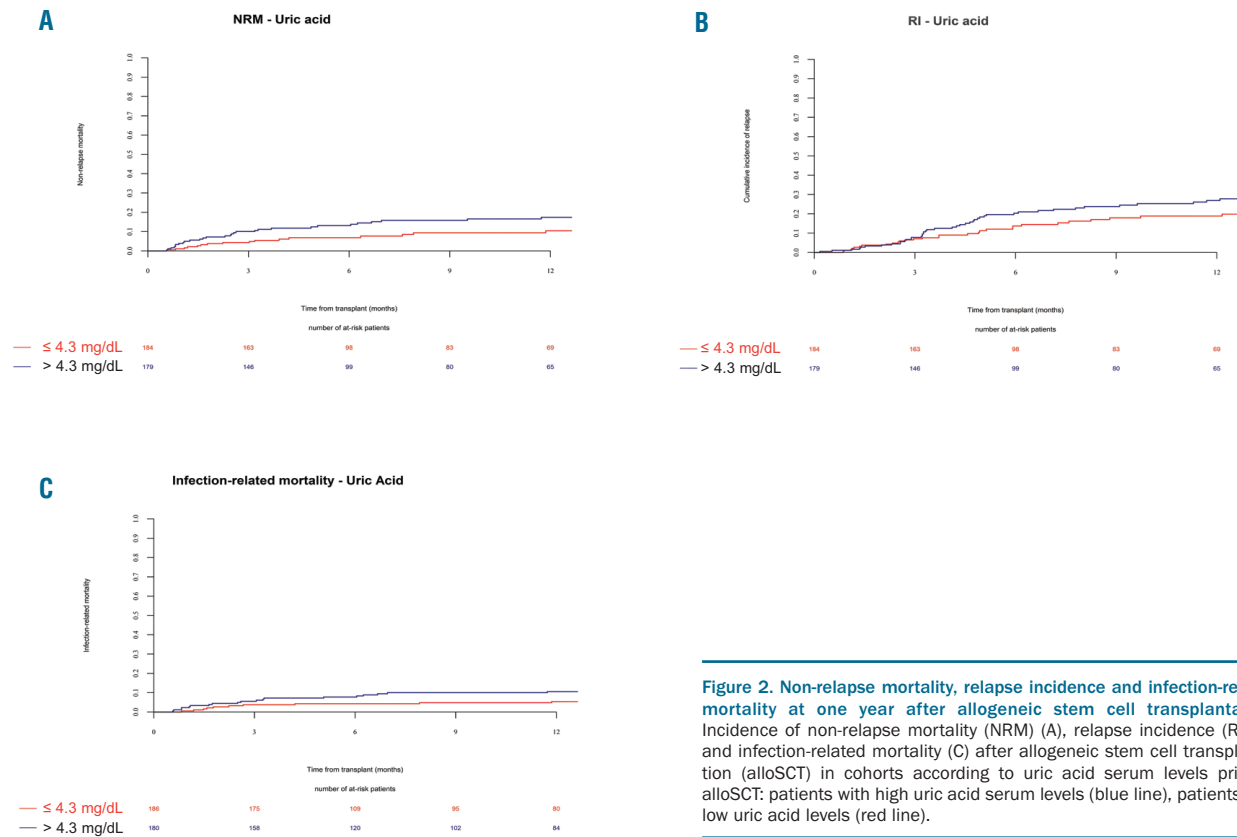 A
NRM - Uric acid
Non-relapse mortality
1.0
0.9
0.8
0.7
0.6
0.5
0.4
0.3
0.2
0.1
0.0
0 3 6 9 12
Time from transplant (months)
number of at-risk patients
≤ 4.3 mg/dL 184 163 98 83 69
> 4.3 mg/dL 179 146 99 80 65
B
RI - Uric acid
Cumulative incidence of relapse
1.0
0.9
0.8
0.7
0.6
0.5
0.4
0.3
0.2
0.1
0.0
0 3 6 9 12
Time from transplant (months)
number of at-risk patients
≤ 4.3 mg/dL 184 163 98 83 69
> 4.3 mg/dL 179 146 99 80 65
C
Infection-related mortality - Uric Acid
Infection-related mortality
1.0
0.9
0.8
0.7
0.6
0.5
0.4
0.3
0.2
0.1
0.0
0 3 6 9 12
Time from transplant (months)
number of at-risk patients
≤ 4.3 mg/dL 186 175 109 95 80
> 4.3 mg/dL 180 158 120 102 84
Figure 2. Non-relapse mortality, relapse incidence and infection-re
mortality at one year after allogeneic stem cell transplanta
Incidence of non-relapse mortality (NRM) (A), relapse incidence (R
and infection-related mortality (C) after allogeneic stem cell transpl
tion (alloSCT) in cohorts according to uric acid serum levels pri
alloSCT: patients with high uric acid serum levels (blue line), patients
low uric acid levels (red line).